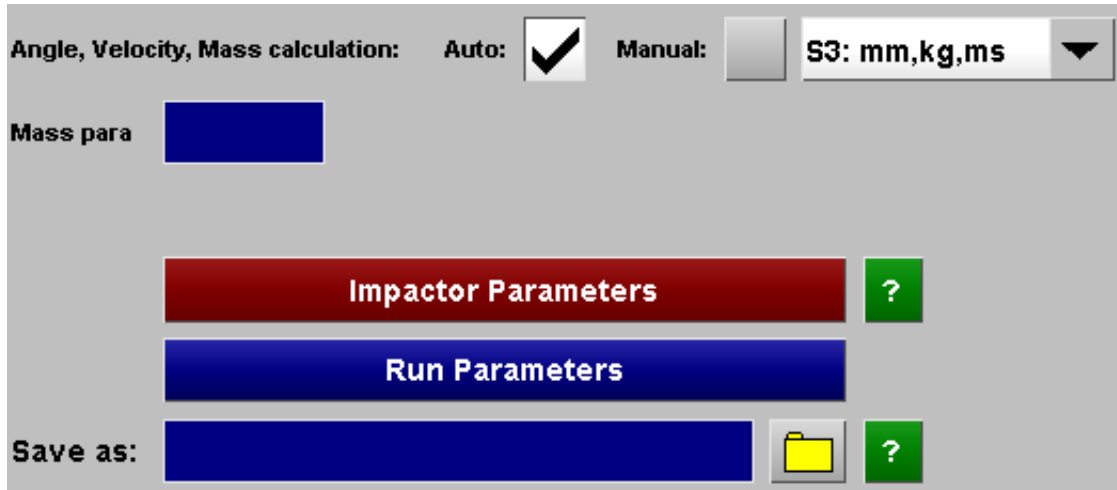 Angle, Velocity, Mass calculation: Auto: Manual: S3: mm,kg,ms
Mass para
Impactor Parameters ?
Run Parameters
Save as: ?